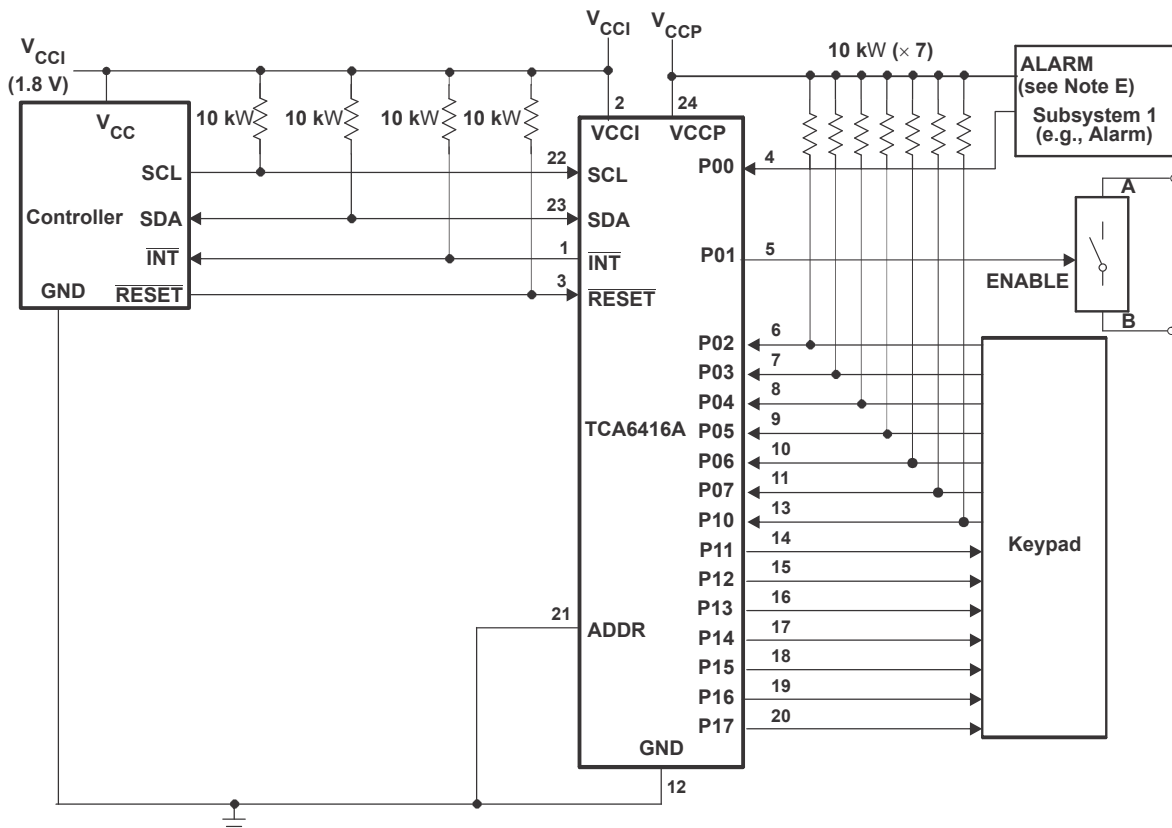 VCCI
VCCP
VCCI
(1.8 V)
10 kW (× 7)
ALARM
(see Note E)
Subsystem 1
(e.g., Alarm)
VCC
10 kW
10 kW
10 kW
10 kW
2
24
VCCI
VCCP
SCL
22
SCL
P00
4
A
Controller
SDA
23
SDA
INT
1
INT
P01
5
ENABLE
GND
RESET
3
RESET
B
P02
6
P03
7
P04
8
TCA6416A
P05
9
P06
10
P07
11
P10
13
Keypad
P11
14
P12
15
P13
16
21
ADDR
P14
17
P15
18
P16
19
P17
20
GND
12